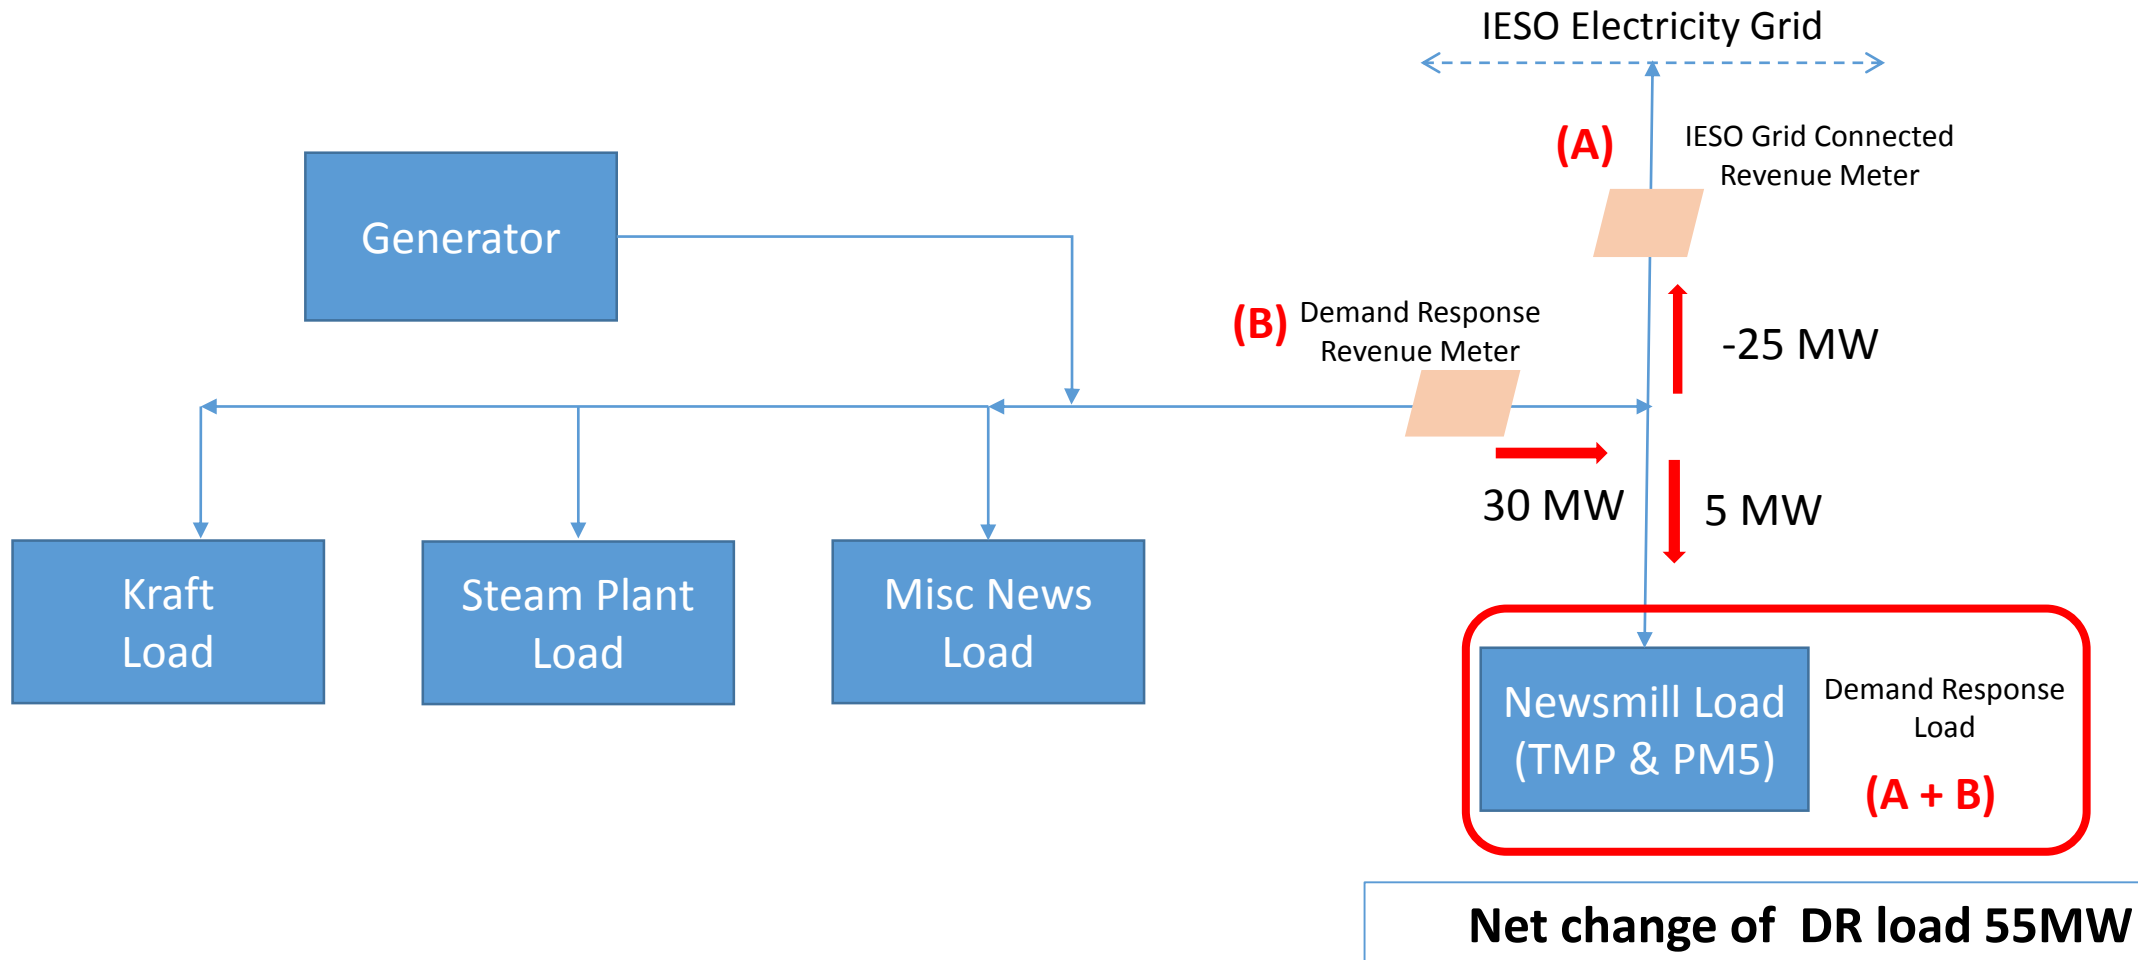 IESO Electricity Grid
(A)
IESO Grid Connected
Revenue Meter
Generator
(B)
Demand Response
Revenue Meter
-25 MW
30 MW
5 MW
Kraft
Load
Steam Plant
Load
Misc News
Load
Newsmill Load
(TMP & PM5)
Demand Response
Load
(A + B)
Net change of DR load 55MW